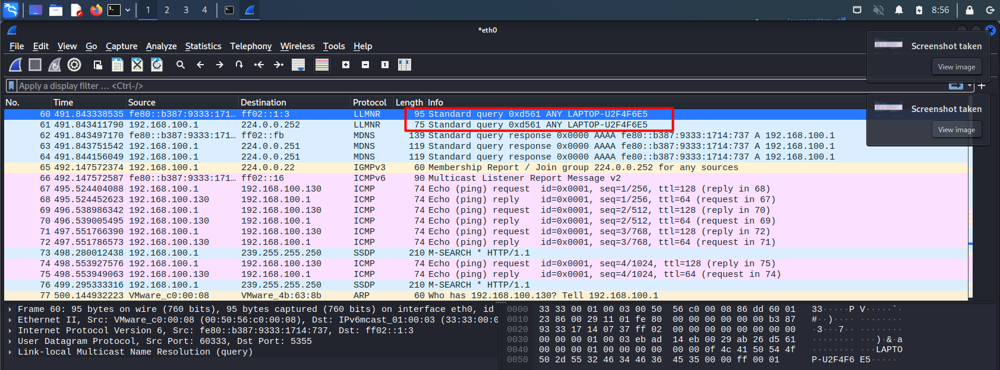 1 2 3 4 8:56
*eth0
File Edit View Go Capture Analyze Statistics Telephony Wireless Tools Help
Screenshot taken
View image
Apply a display filter … <Ctrl-/>
Screenshot taken
View image
No. Time Source Destination Protocol Length Info
60 491.843338535 fe80::b387:9333:171… ff02::1:3 LLMNR 95 Standard query 0xd561 ANY LAPTOP-U2F4F6E5
61 491.843411790 192.168.100.1 224.0.0.252 LLMNR 75 Standard query 0xd561 ANY LAPTOP-U2F4F6E5
62 491.843497170 fe80::b387:9333:171… ff02::fb MDNS 139 Standard query response 0x0000 AAAA fe80::b387:9333:1714:737 A 192.168.100.1
63 491.843751542 192.168.100.1 224.0.0.251 MDNS 119 Standard query response 0x0000 AAAA fe80::b387:9333:1714:737 A 192.168.100.1
64 491.844156049 192.168.100.1 224.0.0.251 MDNS 119 Standard query response 0x0000 AAAA fe80::b387:9333:1714:737 A 192.168.100.1
65 492.147572374 192.168.100.1 224.0.0.22 IGMPv3 60 Membership Report / Join group 224.0.0.252 for any sources
66 492.147572587 fe80::b387:9333:171… ff02::16 ICMPv6 90 Multicast Listener Report Message v2
67 495.524404088 192.168.100.1 192.168.100.130 ICMP 74 Echo (ping) request id=0x0001, seq=1/256, ttl=128 (reply in 68)
68 495.524452623 192.168.100.130 192.168.100.1 ICMP 74 Echo (ping) reply id=0x0001, seq=1/256, ttl=64 (request in 67)
69 496.538986342 192.168.100.1 192.168.100.130 ICMP 74 Echo (ping) request id=0x0001, seq=2/512, ttl=128 (reply in 70)
70 496.539005495 192.168.100.130 192.168.100.1 ICMP 74 Echo (ping) reply id=0x0001, seq=2/512, ttl=64 (request in 69)
71 497.551766390 192.168.100.1 192.168.100.130 ICMP 74 Echo (ping) request id=0x0001, seq=3/768, ttl=128 (reply in 72)
72 497.551786573 192.168.100.130 192.168.100.1 ICMP 74 Echo (ping) reply id=0x0001, seq=3/768, ttl=64 (request in 71)
73 498.280012438 192.168.100.1 239.255.255.250 SSDP 210 M-SEARCH * HTTP/1.1
74 498.553927576 192.168.100.1 192.168.100.130 ICMP 74 Echo (ping) request id=0x0001, seq=4/1024, ttl=128 (reply in 75)
75 498.553949063 192.168.100.130 192.168.100.1 ICMP 74 Echo (ping) reply id=0x0001, seq=4/1024, ttl=64 (request in 74)
76 499.295333316 192.168.100.1 239.255.255.250 SSDP 210 M-SEARCH * HTTP/1.1
77 500.144932223 VMware_c0:00:08 VMware_4b:63:8b ARP 60 Who has 192.168.100.130? Tell 192.168.100.1
Frame 60: 95 bytes on wire (760 bits), 95 bytes captured (760 bits) on interface eth0, id
Ethernet II, Src: VMware_c0:00:08 (00:50:56:c0:00:08), Dst: IPv6mcast_01:00:03 (33:33:00:0
Internet Protocol Version 6, Src: fe80::b387:9333:1714:737, Dst: ff02::1:3
User Datagram Protocol, Src Port: 60333, Dst Port: 5355
Link-local Multicast Name Resolution (query)
0000 33 33 00 01 00 03 00 50 56 c0 00 08 86 dd 60 01 33·····P V·····`·
0010 23 86 00 29 11 01 fe 80 00 00 00 00 00 00 b3 87 #··)···· ········
0020 93 33 17 14 07 37 ff 02 00 00 00 00 00 00 00 00 ·3···7·· ········
0030 00 00 00 01 00 03 eb ad 14 eb 00 29 ab 26 d5 61 ········ ···)·&·a
0040 00 00 00 01 00 00 00 00 00 00 0f 4c 41 50 54 4f ········ ···LAPTO
0050 50 2d 55 32 46 34 46 36 45 35 00 00 ff 00 01 P-U2F4F6 E5·····